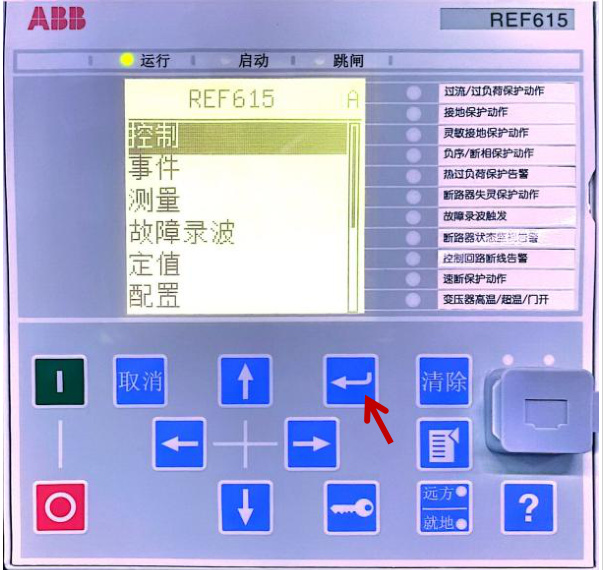 ABB
REF615
运行
启动
跳闸
REF615 A
控制
事件
测量
故障录波
定值
配置
过流/过负荷保护动作
接地保护动作
灵敏接地保护动作
负序/断相保护动作
热过负荷保护告警
断路器失灵保护动作
故障录波触发
断路器状态
控制回路断线告警
速断保护动作
变压器高温/超温/门开
取消
清除
远方
就地
?